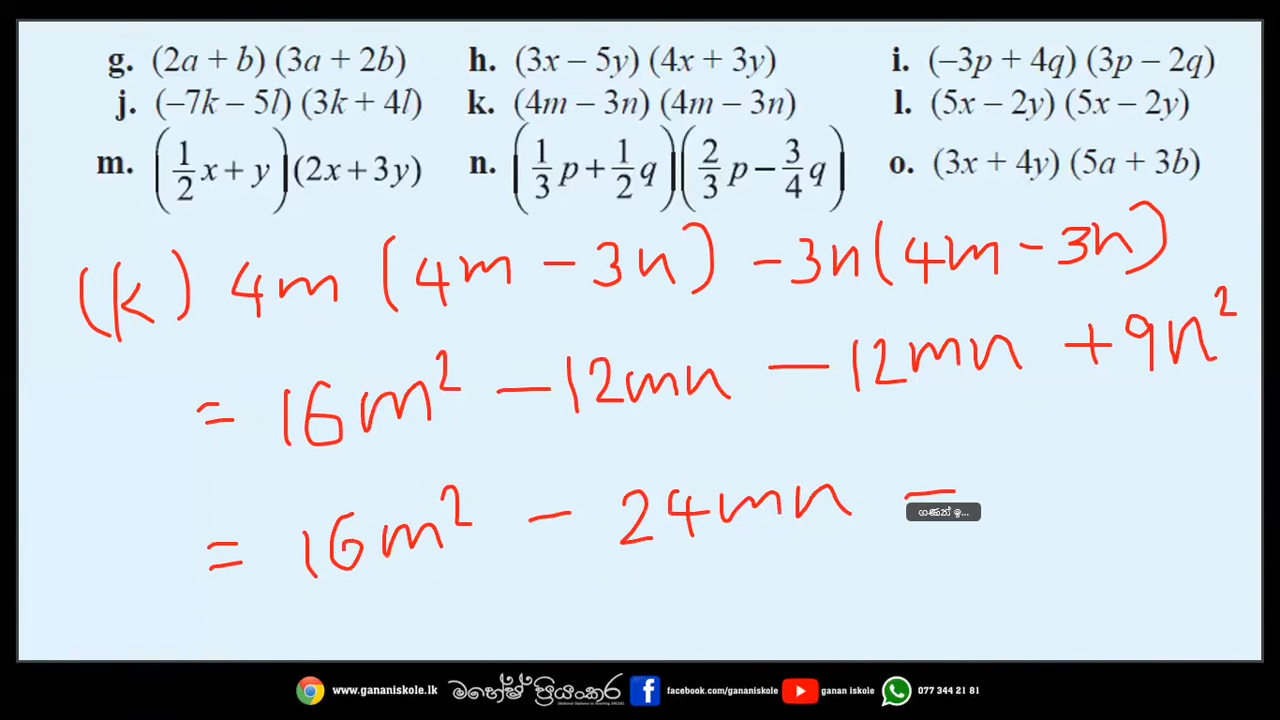 g. (2a + b) (3a + 2b) h. (3x – 5y) (4x + 3y) i. (–3p + 4q) (3p – 2q)
j. (–7k – 5l) (3k + 4l) k. (4m – 3n) (4m – 3n) l. (5x – 2y) (5x – 2y)
m. (1/2 x + y)(2x + 3y) n. (1/3 p + 1/2 q)(2/3 p – 3/4 q) o. (3x + 4y) (5a + 3b)
(k) 4m (4m – 3n) – 3n(4m – 3n)
= 16m² – 12mn – 12mn + 9n²
= 16m² – 24mn –
ගණන් ඉ...
www.gananiskole.lk මහේෂ් ප්‍රියංකර facebook.com/gananiskole ganan iskole 077 344 21 81